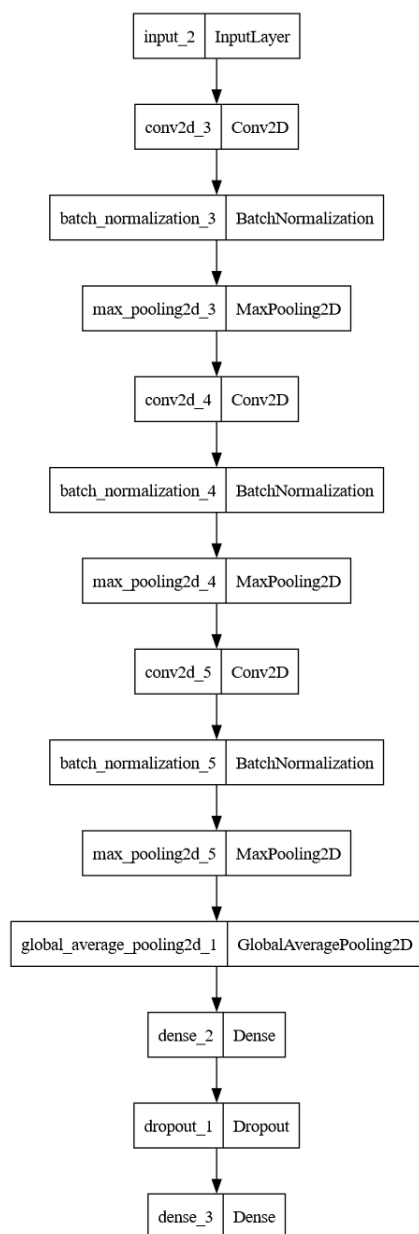 input_2 InputLayer
conv2d_3 Conv2D
batch_normalization_3 BatchNormalization
max_pooling2d_3 MaxPooling2D
conv2d_4 Conv2D
batch_normalization_4 BatchNormalization
max_pooling2d_4 MaxPooling2D
conv2d_5 Conv2D
batch_normalization_5 BatchNormalization
max_pooling2d_5 MaxPooling2D
global_average_pooling2d_1 GlobalAveragePooling2D
dense_2 Dense
dropout_1 Dropout
dense_3 Dense